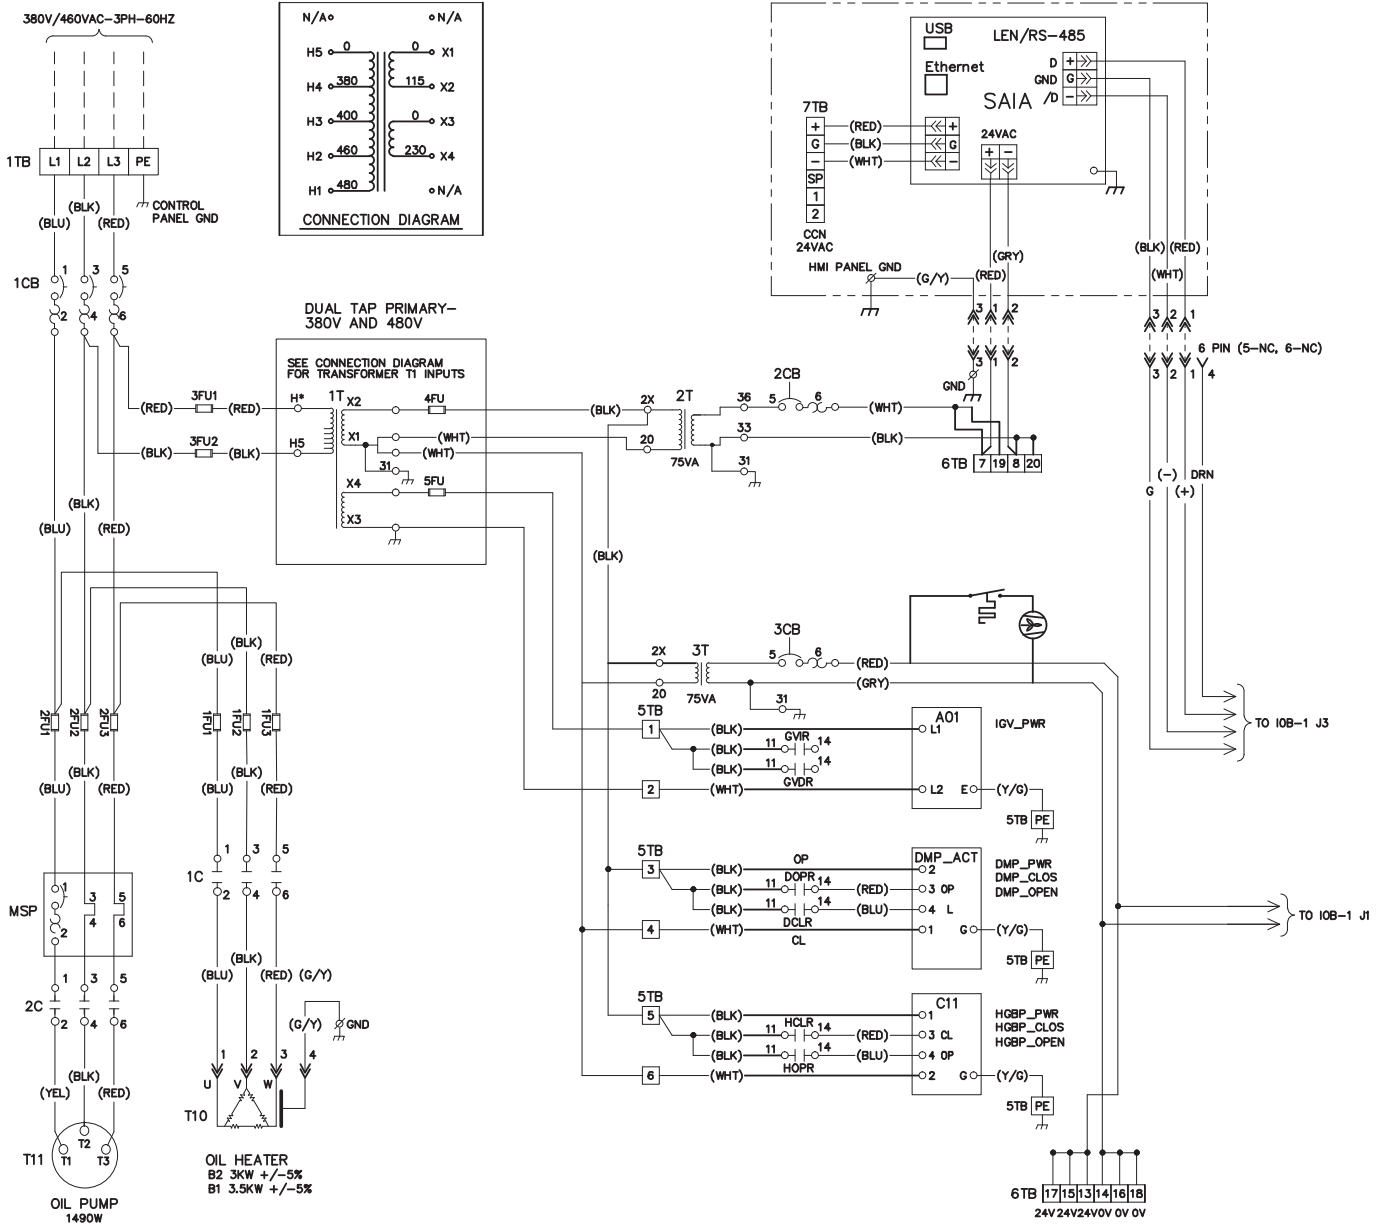 380V/460VAC-3PH-60HZ
1TB L1 L2 L3 PE
CONTROL
PANEL GND
(BLU) (BLK) (RED)
1CB 1 3 5
2 4 6
N/A N/A
H5 0 0 X1
H4 380 115 X2
H3 400 0 X3
H2 460 230 X4
H1 480 N/A
CONNECTION DIAGRAM
DUAL TAP PRIMARY-
380V AND 480V
SEE CONNECTION DIAGRAM
FOR TRANSFORMER T1 INPUTS
(RED) 3FU1 (RED) H* 1T X2 4FU
(BLK) 3FU2 (BLK) H5 X1 (WHT)
(WHT)
31
X4 5FU
X3
USB
Ethernet
LEN/RS-485
D +
GND G
/D -
SAIA
24VAC
+ -
7TB
+ (RED) +
G (BLK) G
- (WHT) -
SP
1
2
CCN
24VAC
HMI PANEL GND
(G/Y) (RED) (GRY)
(BLK) (RED)
(WHT)
3 1 2
3 1 2
GND
3 2 1
3 2 1 4
6 PIN (5-NC, 6-NC)
(BLK) 2X 2T 36 2CB 5 6 (WHT)
20 75VA 33 (BLK)
31
6TB 7 19 8 20
G (-) (+) DRN
TO IOB-1 J3
(BLK)
(BLU) (BLK) (RED)
(BLU) (BLK) (RED)
2X 3T 3CB 5 6 (RED)
20 75VA (GRY)
31
2FU1 2FU2 2FU3
1FU1 1FU2 1FU3
(BLU) (BLK) (RED)
(BLU) (BLK) (RED)
5TB
1 (BLK) L1 A01 IGV_PWR
(BLK) 11 GVIR 14
(BLK) 11 GVDR 14
2 (WHT) L2 E (Y/G)
5TB PE
1C 1 3 5
2 4 6
MSP 1 3 5
2 4 6
5TB
3 (BLK) OP 2 DMP_ACT
DMP_PWR
DMP_CLOS
DMP_OPEN
(BLK) 11 DOPR 14 (RED) 3 OP
(BLK) 11 DCLR 14 (BLU) 4 L
4 (WHT) CL 1 G (Y/G)
5TB PE
TO IOB-1 J1
2C 1 3 5
2 4 6
(BLU) (BLK) (RED) (G/Y)
(G/Y) GND
5TB
5 (BLK) 1 C11
HGBP_PWR
HGBP_CLOS
HGBP_OPEN
(BLK) 11 HCLR 14 (RED) 3 CL
(BLK) 11 HOPR 14 (BLU) 4 OP
6 (WHT) 2 G (Y/G)
5TB PE
1 2 3 4
U V W
T10
OIL HEATER
B2 3KW +/-5%
B1 3.5KW +/-5%
(YEL) (BLK) (RED)
T11 T1 T2 T3
OIL PUMP
1490W
6TB 17 15 13 14 16 18
24V 24V 24V 0V 0V 0V